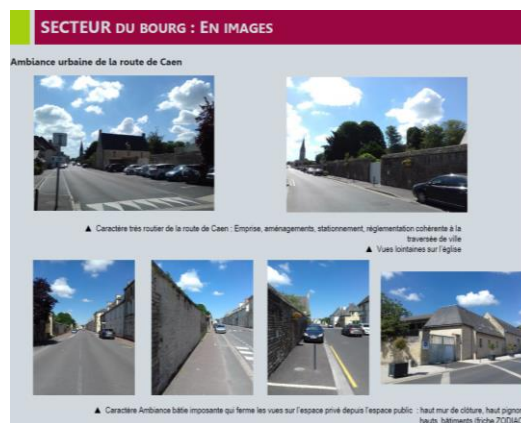 SECTEUR DU BOURG : EN IMAGES
Ambiance urbaine de la route de Caen
▲ Caractère très routier de la route de Caen : Emprise, aménagements, stationnement, réglementation cohérente à la
traversée de ville
▲ Vues lointaines sur l'église
▲ Caractère Ambiance bâtie imposante qui ferme les vues sur l'espace privé depuis l'espace public : haut mur de clôture, haut pignon
hauts bâtiments (friche ZODIAC